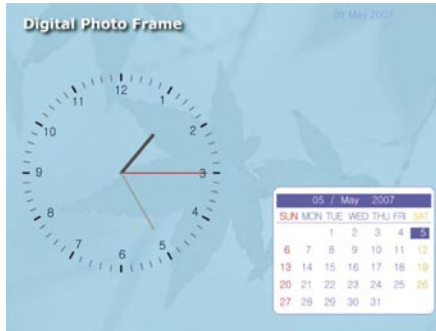 Digital Photo Frame
05 May 2007
12
11
1
10
2
9
3
8
4
7
5
6
05 / May 2007
SUN MON TUE WED THU FRI SAT
1 2 3 4 5
6 7 8 9 10 11 12
13 14 15 16 17 18 19
20 21 22 23 24 25 26
27 28 29 30 31